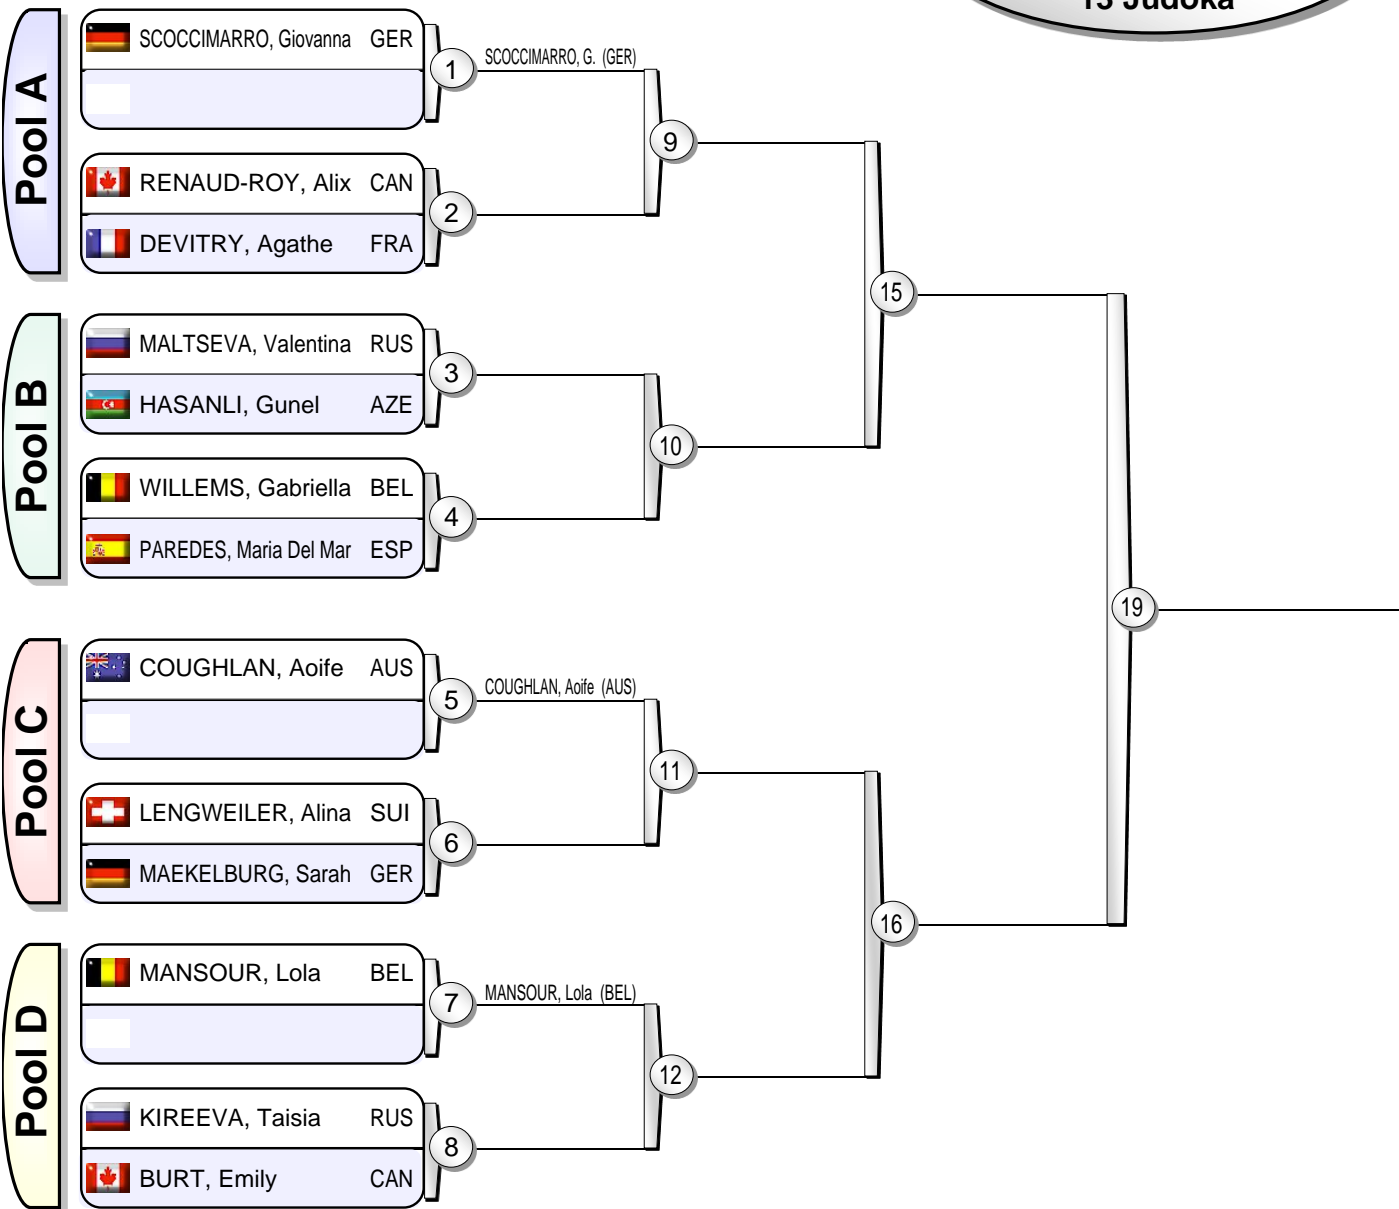 13 Judoka
Pool A
SCOCCIMARRO, Giovanna GER
1
SCOCCIMARRO, G. (GER)
9
RENAUD-ROY, Alix CAN
2
DEVITRY, Agathe FRA
15
Pool B
MALTSEVA, Valentina RUS
3
HASANLI, Gunel AZE
10
WILLEMS, Gabriella BEL
4
PAREDES, Maria Del Mar ESP
19
Pool C
COUGHLAN, Aoife AUS
5
COUGHLAN, Aoife (AUS)
11
LENGWEILER, Alina SUI
6
MAEKELBURG, Sarah GER
16
Pool D
MANSOUR, Lola BEL
7
MANSOUR, Lola (BEL)
12
KIREEVA, Taisia RUS
8
BURT, Emily CAN